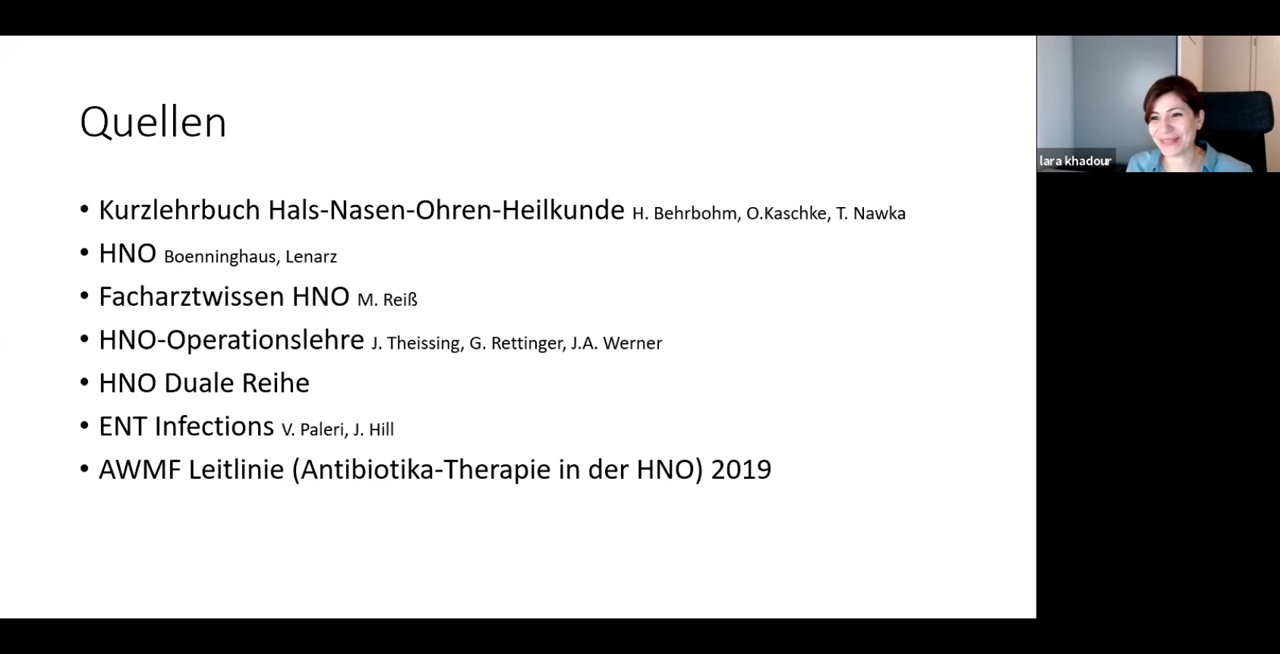 Quellen
• Kurzlehrbuch Hals-Nasen-Ohren-Heilkunde H. Behrbohm, O.Kaschke, T. Nawka
• HNO Boenninghaus, Lenarz
• Facharztwissen HNO M. Reiß
• HNO-Operationslehre J. Theissing, G. Rettinger, J.A. Werner
• HNO Duale Reihe
• ENT Infections V. Paleri, J. Hill
• AWMF Leitlinie (Antibiotika-Therapie in der HNO) 2019
lara khadour